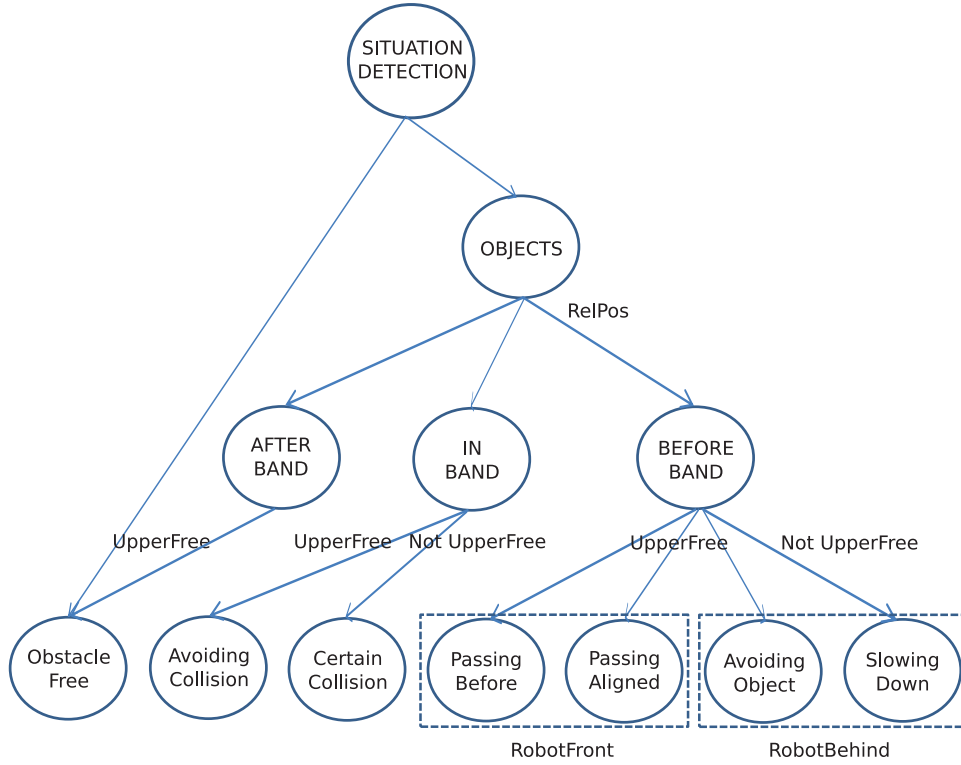 SITUATION
DETECTION
OBJECTS
RelPos
AFTER
BAND
IN
BAND
BEFORE
BAND
UpperFree
UpperFree
Not UpperFree
UpperFree
Not UpperFree
Obstacle
Free
Avoiding
Collision
Certain
Collision
Passing
Before
Passing
Aligned
Avoiding
Object
Slowing
Down
RobotFront
RobotBehind